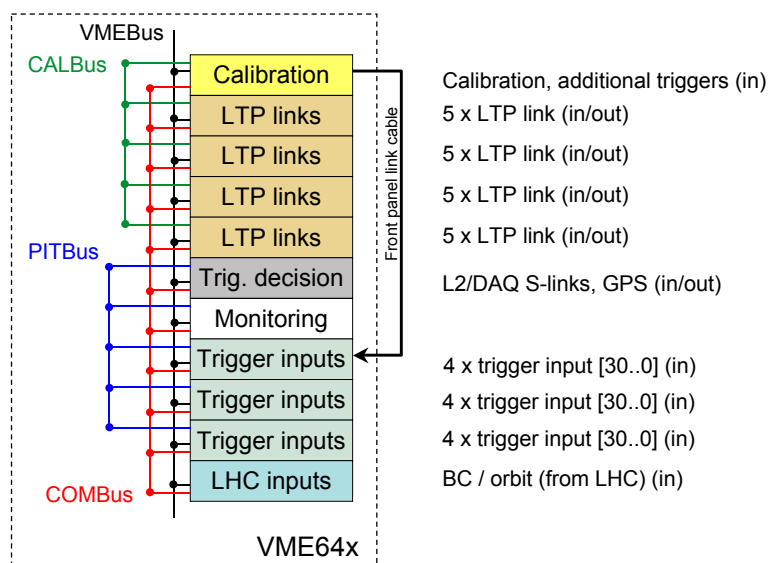 VMEBus
CALBus
Calibration
Calibration, additional triggers (in)
LTP links
5 x LTP link (in/out)
LTP links
5 x LTP link (in/out)
LTP links
5 x LTP link (in/out)
LTP links
5 x LTP link (in/out)
Front panel link cable
PITBus
Trig. decision
L2/DAQ S-links, GPS (in/out)
Monitoring
Trigger inputs
4 x trigger input [30..0] (in)
Trigger inputs
4 x trigger input [30..0] (in)
Trigger inputs
4 x trigger input [30..0] (in)
COMBus
LHC inputs
BC / orbit (from LHC) (in)
VME64x